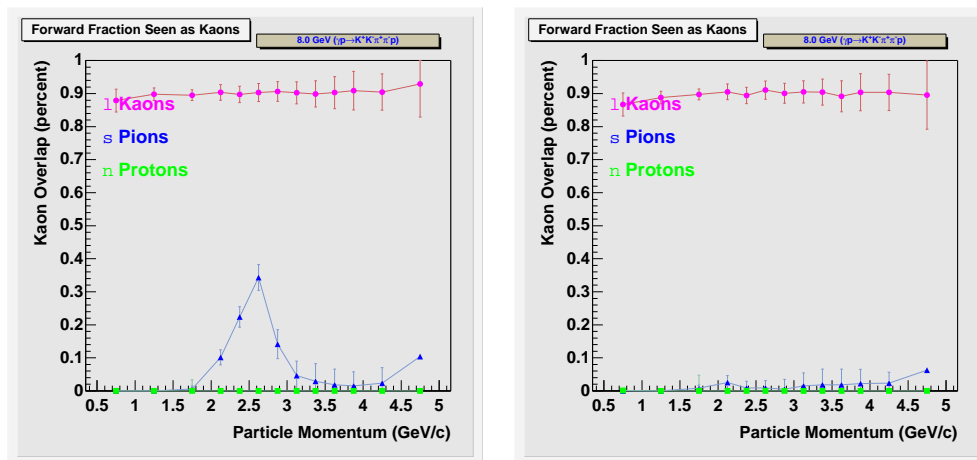 Forward Fraction Seen as Kaons
8.0 GeV (γp→K⁺K⁻π⁺π⁻p)
Kaon Overlap (percent)
1
0.9
0.8
0.7
0.6
0.5
0.4
0.3
0.2
0.1
0
l Kaons
s Pions
n Protons
0.5 1 1.5 2 2.5 3 3.5 4 4.5 5
Particle Momentum (GeV/c)
Forward Fraction Seen as Kaons
8.0 GeV (γp→K⁺K⁻π⁺π⁻p)
Kaon Overlap (percent)
1
0.9
0.8
0.7
0.6
0.5
0.4
0.3
0.2
0.1
0
l Kaons
s Pions
n Protons
0.5 1 1.5 2 2.5 3 3.5 4 4.5 5
Particle Momentum (GeV/c)